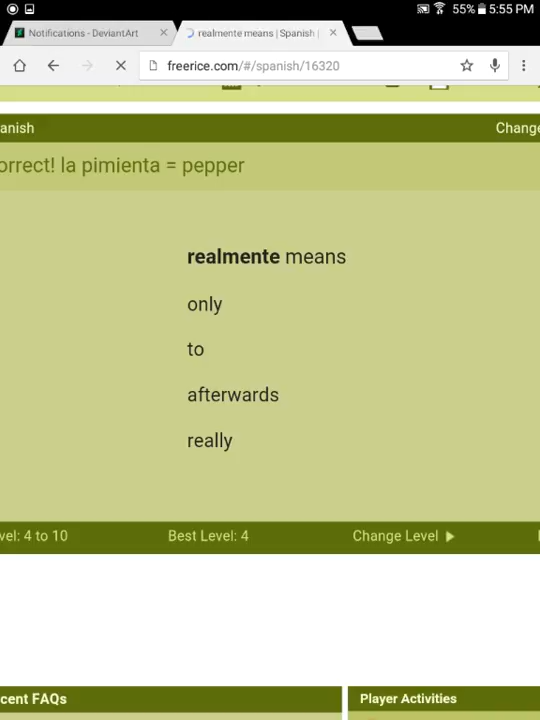 55% 5:55 PM
Notifications - DeviantArt
realmente means | Spanish |
freerice.com/#/spanish/16320
anish
Change
orrect! la pimienta = pepper
realmente means
only
to
afterwards
really
vel: 4 to 10
Best Level: 4
Change Level
cent FAQs
Player Activities